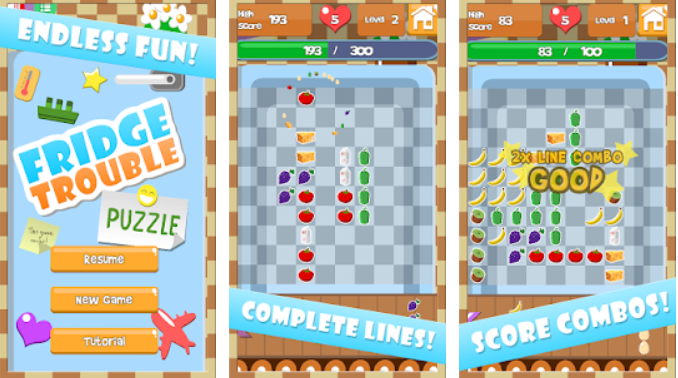 ENDLESS FUN!
FRIDGE
TROUBLE
PUZZLE
Resume
New Game
Tutorial
High
Score 193
5
Level 2
193 / 300
COMPLETE LINES!
High
Score 83
5
Level 1
83 / 100
2x LINE COMBO
GOOD
SCORE COMBOS!